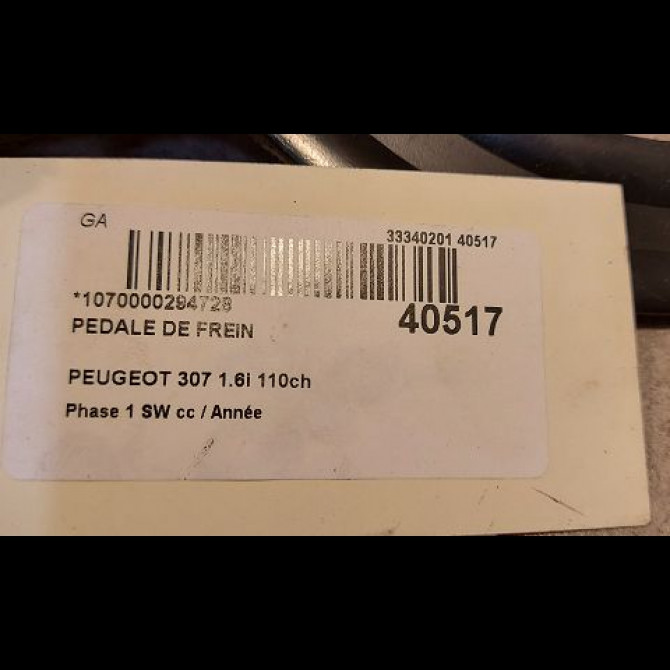 GA
33340201 40517
*1070000294728
40517
PEDALE DE FREIN
PEUGEOT 307 1.6i 110ch
Phase 1 SW cc / Année